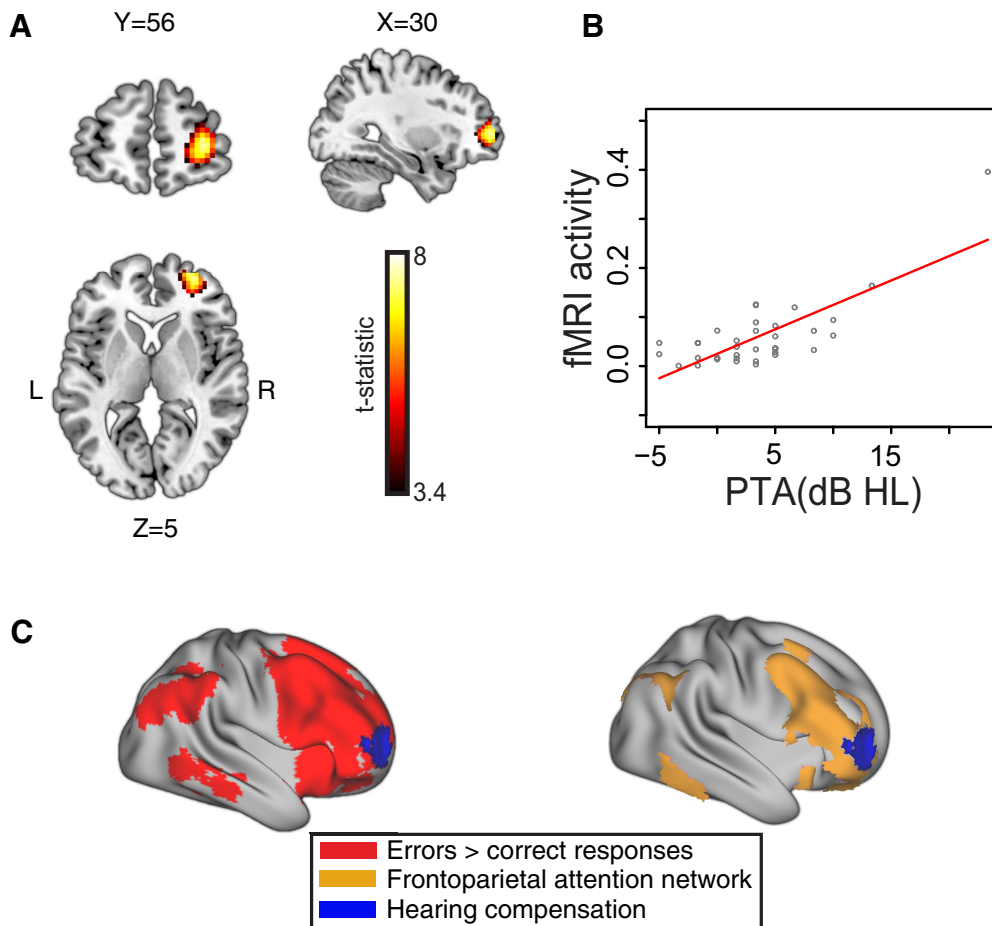 A
Y=56
X=30
L
R
Z=5
8
t-statistic
3.4
B
fMRI activity
0.4
0.2
0.0
−5
5
15
PTA(dB HL)
C
Errors > correct responses
Frontoparietal attention network
Hearing compensation